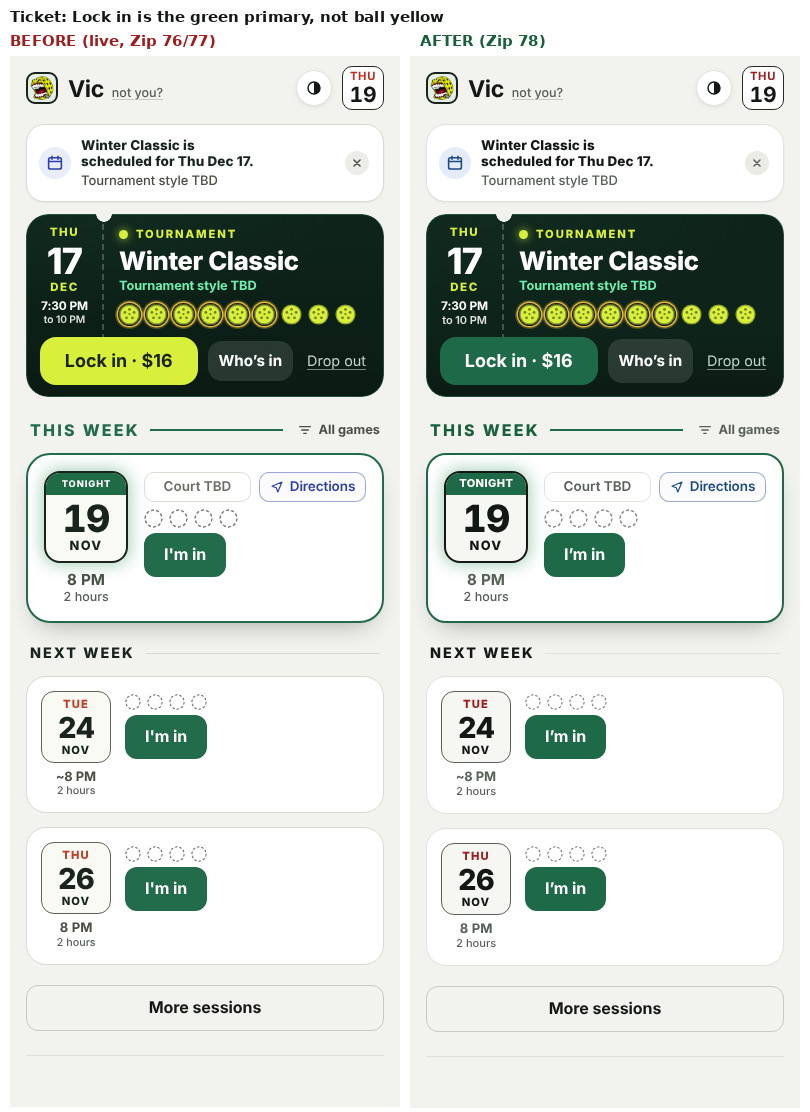 Ticket: Lock in is the green primary, not ball yellow
BEFORE (live, Zip 76/77)
Vic not you?
THU
19
Winter Classic is
scheduled for Thu Dec 17.
Tournament style TBD
THU
17
DEC
7:30 PM
to 10 PM
TOURNAMENT
Winter Classic
Tournament style TBD
Lock in · $16 Who's in Drop out
THIS WEEK All games
TONIGHT
19
NOV
8 PM
2 hours
Court TBD Directions
I'm in
NEXT WEEK
TUE
24
NOV
~8 PM
2 hours
I'm in
THU
26
NOV
8 PM
2 hours
I'm in
More sessions
AFTER (Zip 78)
Vic not you?
THU
19
Winter Classic is
scheduled for Thu Dec 17.
Tournament style TBD
THU
17
DEC
7:30 PM
to 10 PM
TOURNAMENT
Winter Classic
Tournament style TBD
Lock in · $16 Who's in Drop out
THIS WEEK All games
TONIGHT
19
NOV
8 PM
2 hours
Court TBD Directions
I’m in
NEXT WEEK
TUE
24
NOV
~8 PM
2 hours
I’m in
THU
26
NOV
8 PM
2 hours
I’m in
More sessions